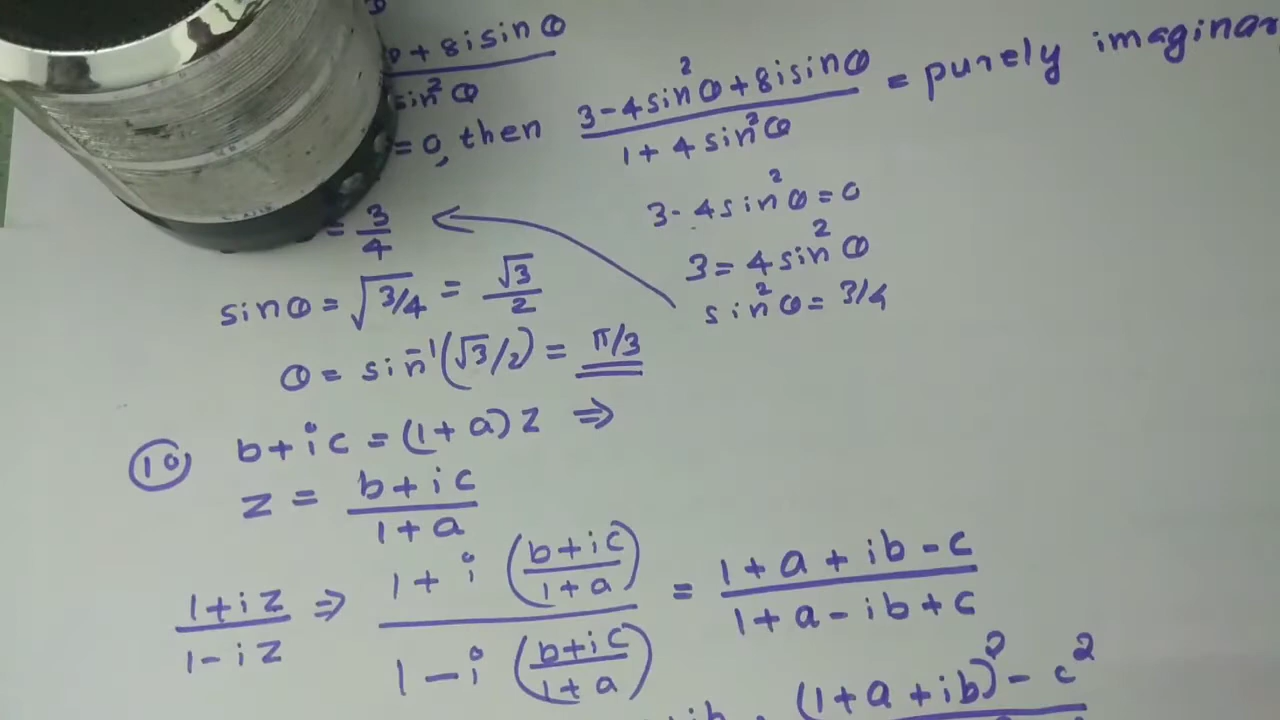 + 8 i sin θ
sin² θ
= 0, then (3 - 4 sin² θ + 8 i sin θ)/(1 + 4 sin² θ) = purely imaginar
3 - 4 sin² θ = 0
= 3/4
3 = 4 sin² θ
sin θ = √(3/4) = √3/2
sin² θ = 3/4
θ = sin⁻¹(√3/2) = π/3
(10) b + i c = (1 + a) z ⇒
z = (b + i c)/(1 + a)
(1 + i z)/(1 - i z) ⇒ (1 + i ((b + i c)/(1 + a)))/(1 - i ((b + i c)/(1 + a))) = (1 + a + i b - c)/(1 + a - i b + c)
(1 + a + i b)² - c²